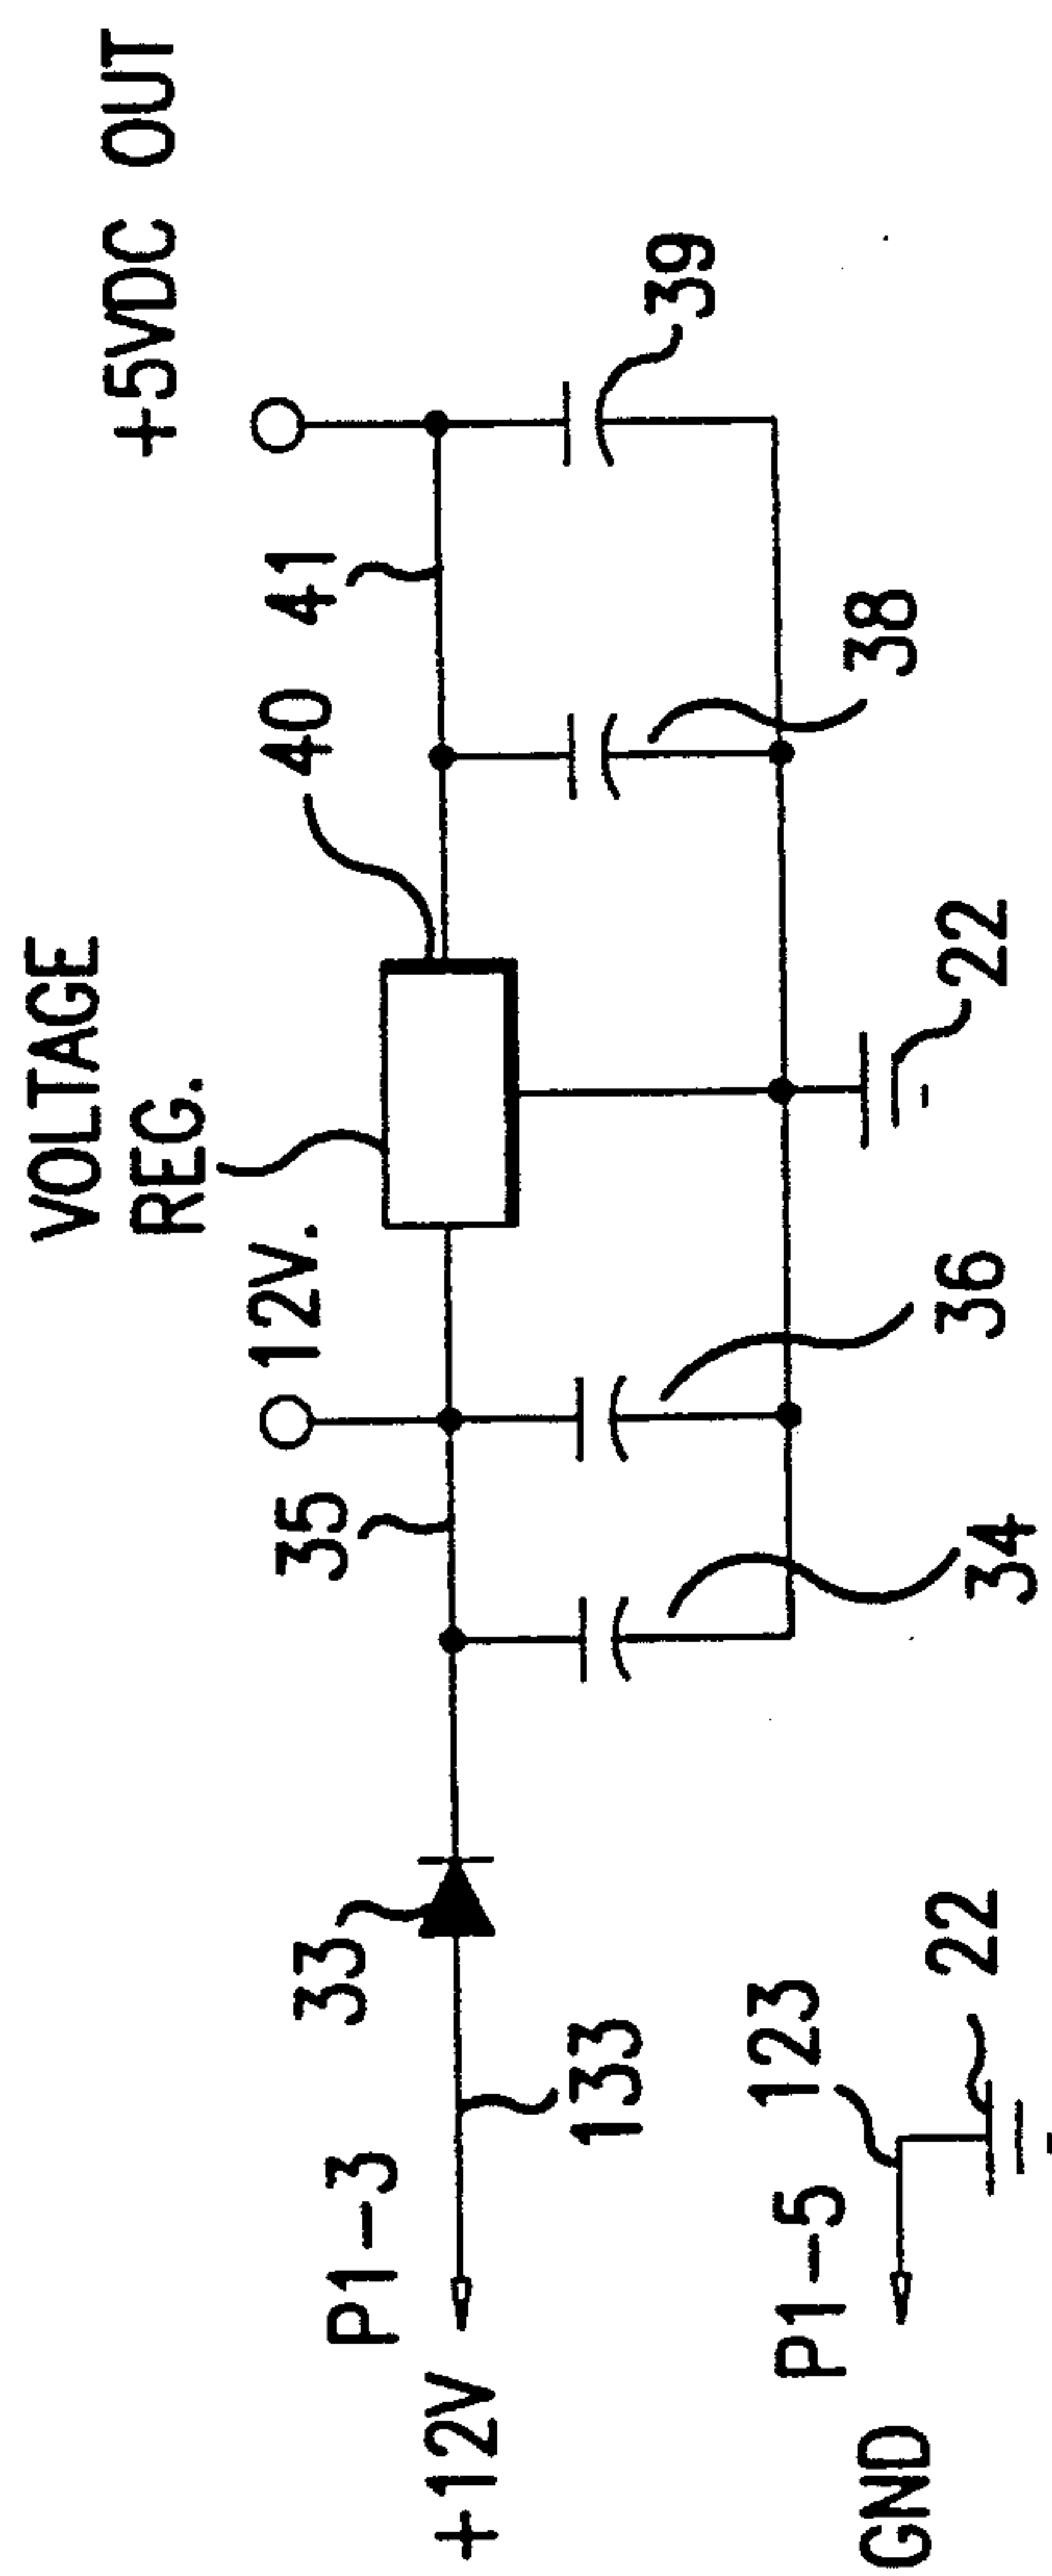 +5VDC OUT
VOLTAGE
REG.
40
41
12V.
35
39
33
38
P1-3
+12V
133
36
22
34
123
22
P1-5
GND